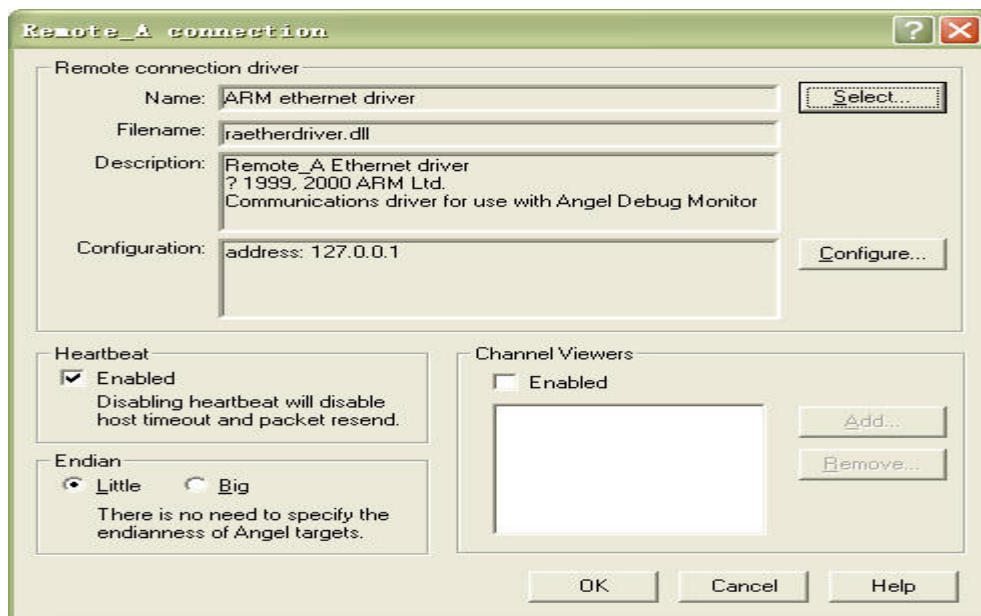 Remote_A connection
Remote connection driver
Name: ARM ethernet driver Select...
Filename: raetherdriver.dll
Description: Remote_A Ethernet driver
? 1999, 2000 ARM Ltd.
Communications driver for use with Angel Debug Monitor
Configuration: address: 127.0.0.1 Configure...
Heartbeat
Enabled
Disabling heartbeat will disable
host timeout and packet resend.
Endian
Little Big
There is no need to specify the
endianness of Angel targets.
Channel Viewers
Enabled
Add...
Remove...
OK Cancel Help